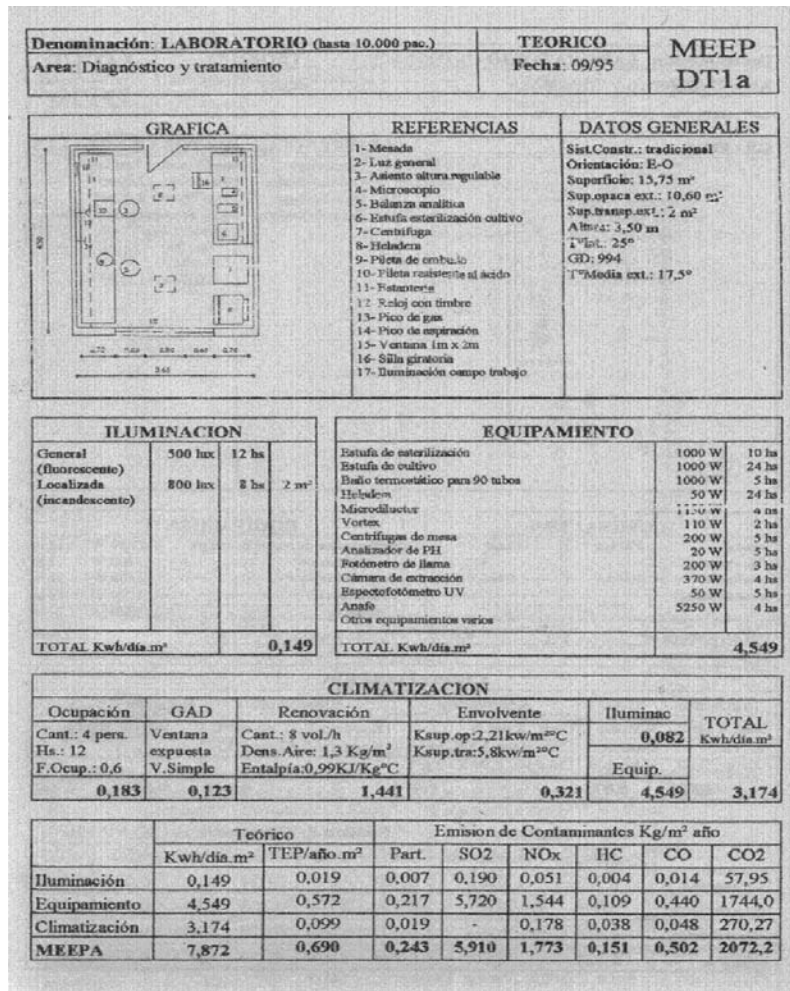 Denominación: LABORATORIO (hasta 10.000 pac.)
Area: Diagnóstico y tratamiento
TEORICO
Fecha: 09/95
MEEP
DT1a
GRAFICA
3.65
REFERENCIAS
1- Mesada
2- Luz general
3- Asiento altura regulable
4- Microscopio
5- Balanza analítica
6- Estufa esterilización cultivo
7- Centrífuga
8- Heladera
9- Pileta de
10- Pileta resistente al ácido
11- Estantería
12- Reloj con timbre
13- Pico de gas
14- Pico de aspiración
15- Ventana 1m x 2m
16- Silla giratoria
17- Iluminación campo trabajo
DATOS GENERALES
Sist.Constr.: tradicional
Orientación: E-O
Superficie: 15,75 m²
Sup.opaca ext.: 10,60 m²
Sup.transp.ext.: 2 m²
Altura: 3,50 m
TºInt.: 25º
GD: 994
TºMedia ext.: 17,5º
ILUMINACION
General 500 lux 12 hs
(fluorescente)
Localizada 800 lux 8 hs 2 m²
(incandescente)
TOTAL Kwh/día.m² 0,149
EQUIPAMIENTO
Estufa de esterilización 1000 W 10 hs
Estufa de cultivo 1000 W 24 hs
Baño termostático para 90 tubos 1000 W 5 hs
Heladera 50 W 24 hs
Microdilutor 1150 W 4 hs
Vortex 110 W 2 hs
Centrífugas de mesa 200 W 5 hs
Analizador de PH 20 W 5 hs
Fotómetro de llama 200 W 3 hs
Cámara de extracción 370 W 4 hs
Espectofotómetro UV 50 W 5 hs
Anafe 5250 W 4 hs
Otros equipamientos varios
TOTAL Kwh/día.m² 4,549
CLIMATIZACION
Ocupación
Cant.: 4 pers.
Hs.: 12
F.Ocup.: 0,6
0,183
GAD
Ventana
expuesta
V.Simple
0,123
Renovación
Cant.: 8 vol./h
Dens.Aire: 1,3 Kg/m³
Entalpía:0,99KJ/KgºC
1,441
Envolvente
Ksup.op:2,21kw/m²ºC
Ksup.tra:5,8kw/m²ºC
0,321
Iluminac
0,082
Equip.
4,549
TOTAL
Kwh/día.m²
3,174
Teórico Emision de Contaminantes Kg/m² año
Kwh/día.m² TEP/año.m² Part. SO2 NOx HC CO CO2
Iluminación 0,149 0,019 0,007 0,190 0,051 0,004 0,014 57,95
Equipamiento 4,549 0,572 0,217 5,720 1,544 0,109 0,440 1744,0
Climatización 3,174 0,099 0,019 - 0,178 0,038 0,048 270,27
MEEPA 7,872 0,690 0,243 5,910 1,773 0,151 0,502 2072,2